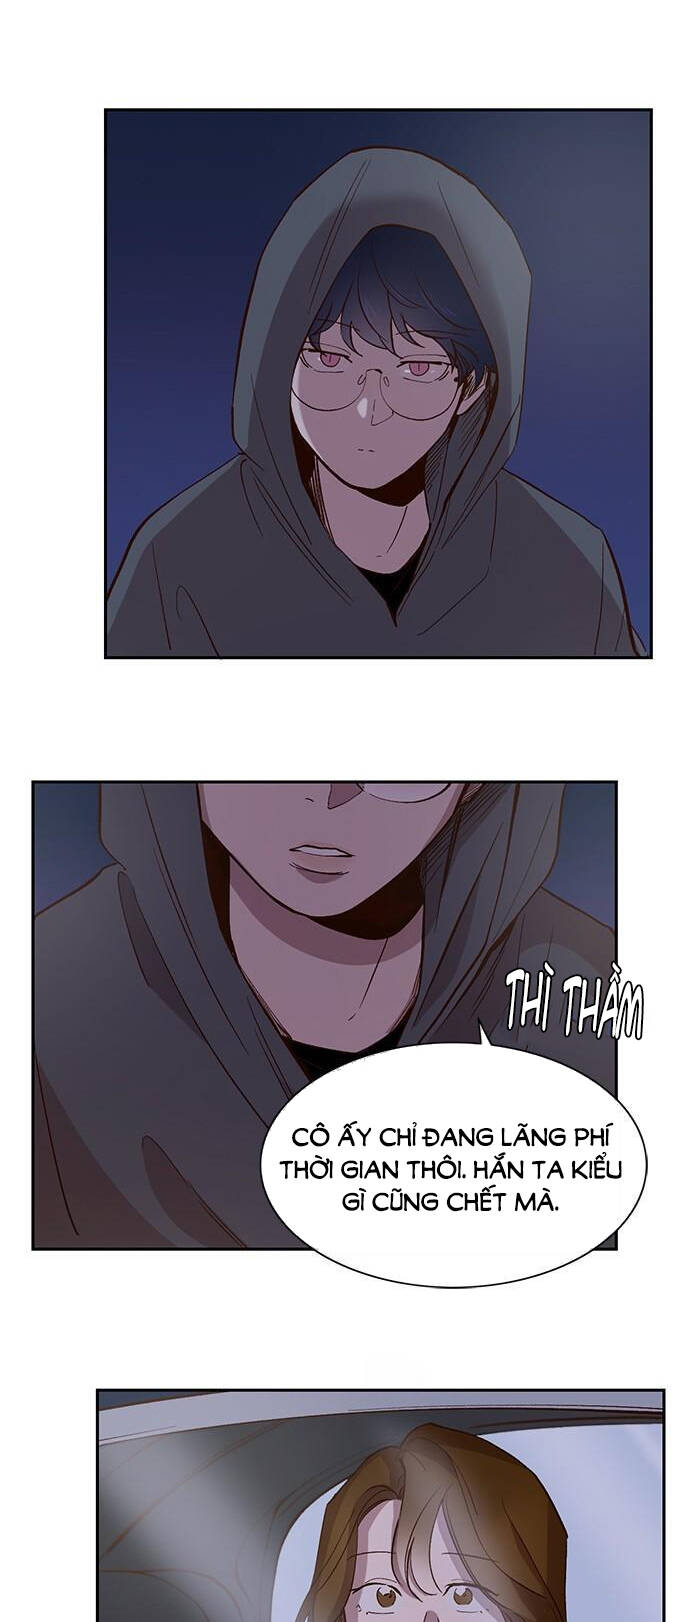 THÌ THẦM
CÔ ẤY CHỈ ĐANG LÃNG PHÍ
THỜI GIAN THÔI. HẮN TA KIỂU
GÌ CŨNG CHẾT MÀ.